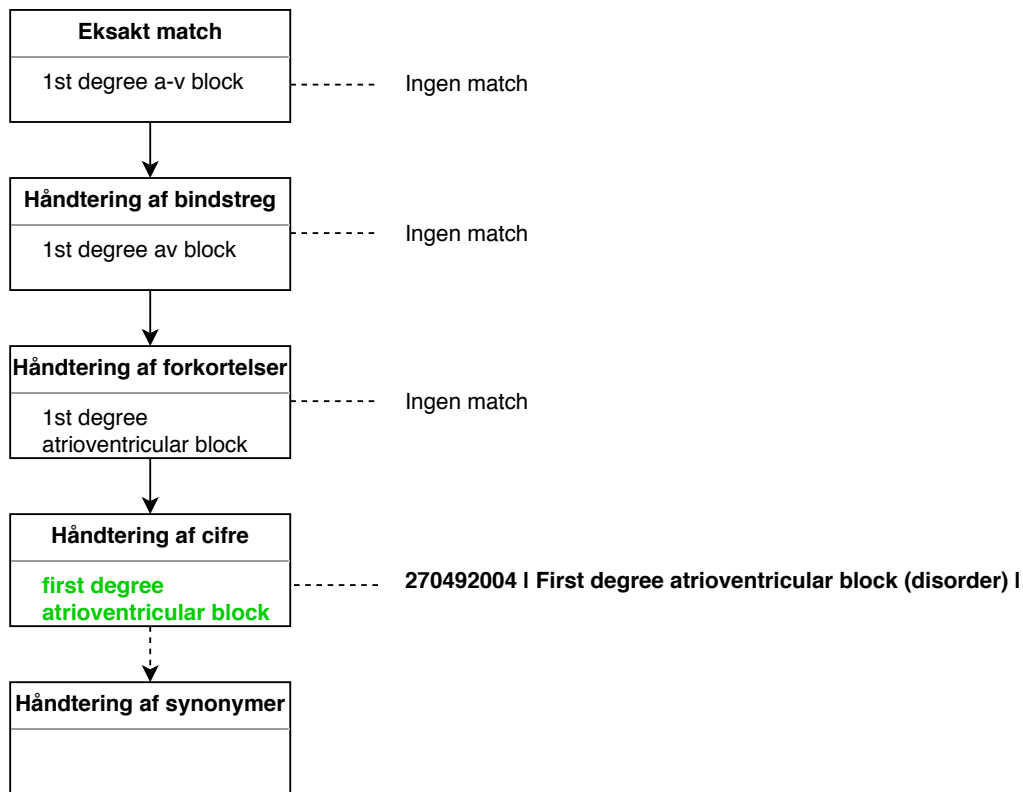 Eksakt match
1st degree a-v block
Ingen match
Håndtering af bindstreg
1st degree av block
Ingen match
Håndtering af forkortelser
1st degree
atrioventricular block
Ingen match
Håndtering af cifre
first degree
atrioventricular block
270492004 | First degree atrioventricular block (disorder) |
Håndtering af synonymer